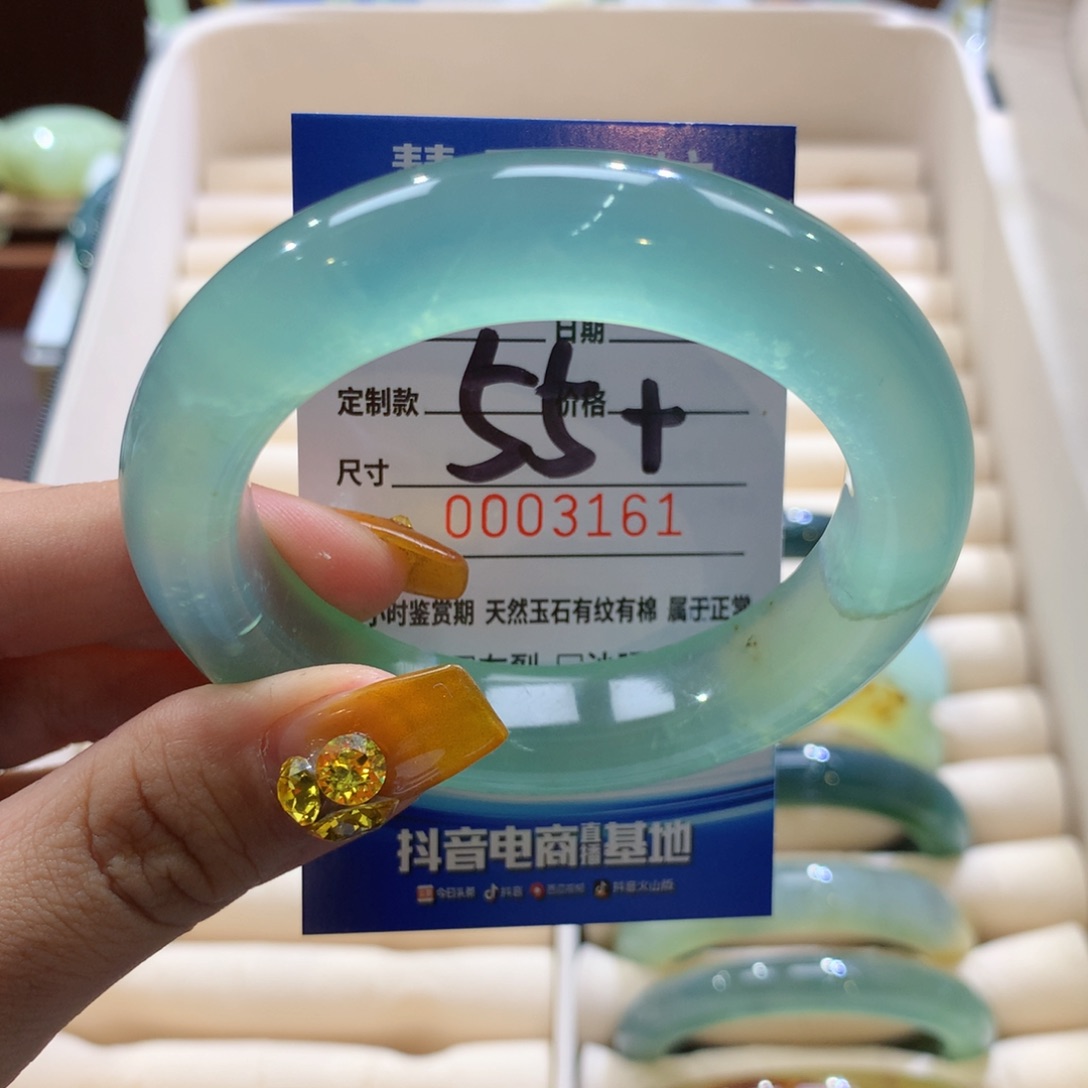 日期
55+
定制款 价格
尺寸
0003161
小时鉴赏期 天然玉石有纹有棉 属于正常
抖音电商直播基地
今日头条 抖音 西瓜视频 抖音火山版